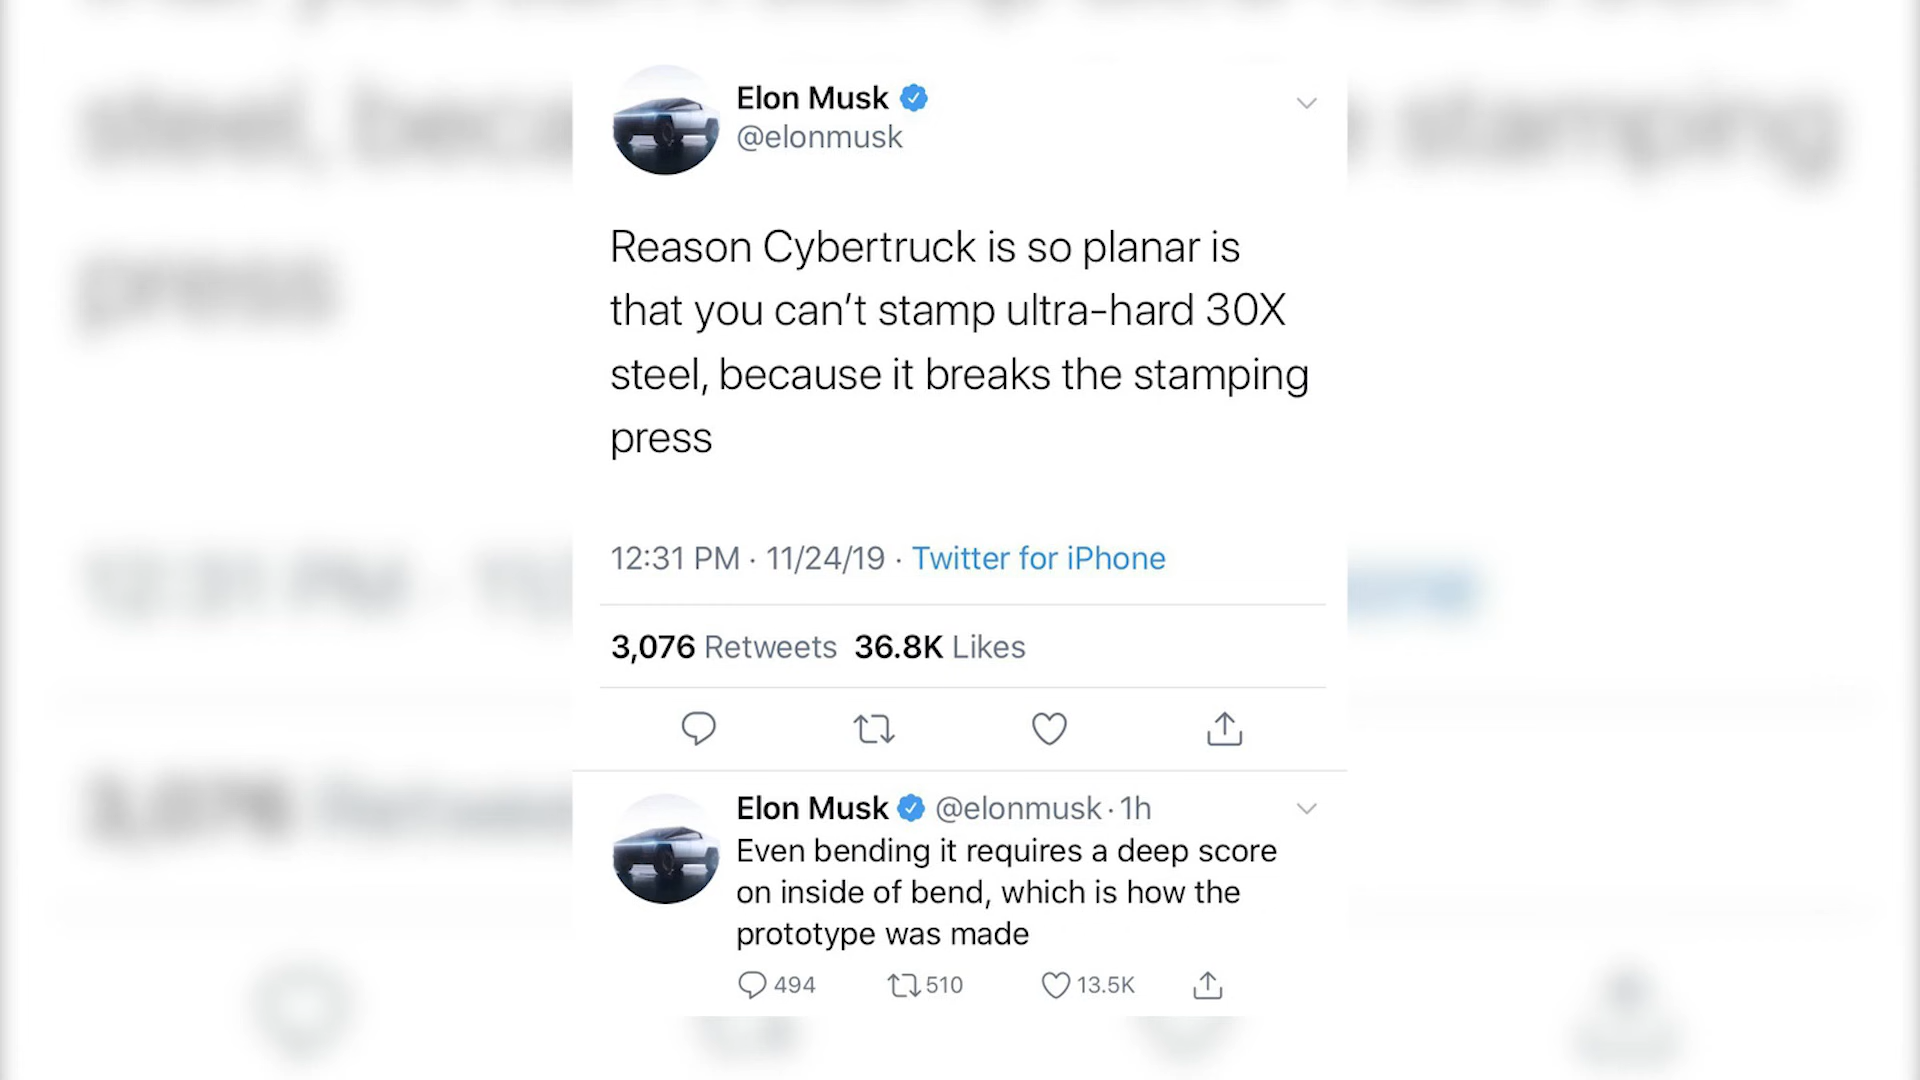 Elon Musk
@elonmusk
Reason Cybertruck is so planar is
that you can’t stamp ultra-hard 30X
steel, because it breaks the stamping
press
12:31 PM · 11/24/19 · Twitter for iPhone
3,076 Retweets 36.8K Likes
Elon Musk @elonmusk · 1h
Even bending it requires a deep score
on inside of bend, which is how the
prototype was made
494 510 13.5K